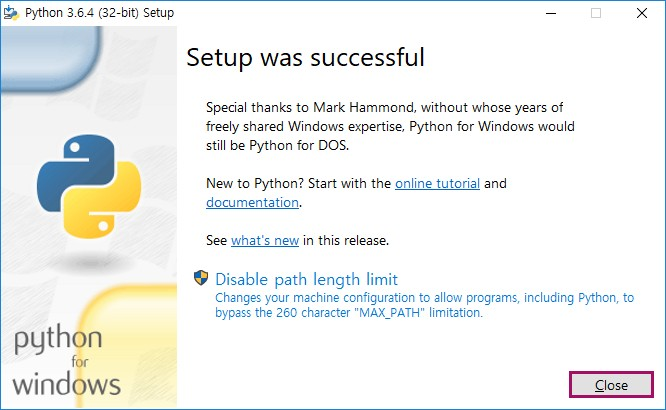 Python 3.6.4 (32-bit) Setup
Setup was successful
Special thanks to Mark Hammond, without whose years of
freely shared Windows expertise, Python for Windows would
still be Python for DOS.
New to Python? Start with the online tutorial and
documentation.
See what's new in this release.
Disable path length limit
Changes your machine configuration to allow programs, including Python, to
bypass the 260 character "MAX_PATH" limitation.
python
for
windows
Close